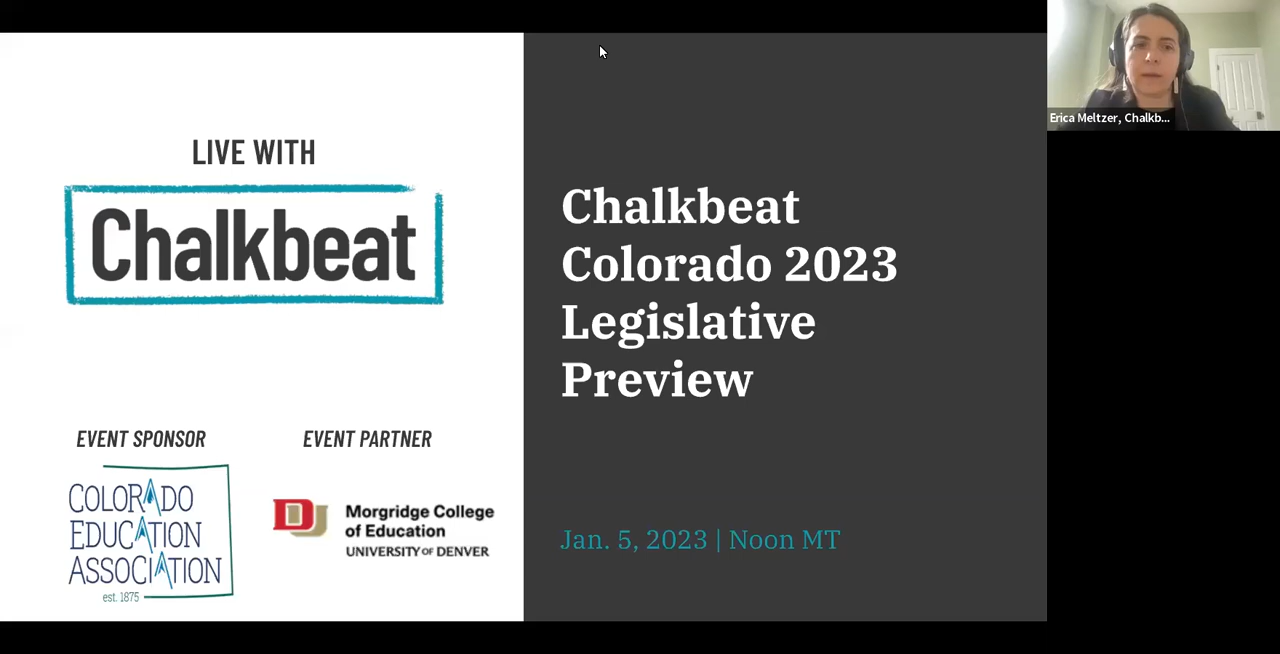 LIVE WITH
Chalkbeat
EVENT SPONSOR
COLORADO
EDUCATION
ASSOCIATION
est. 1875
EVENT PARTNER
DU
Morgridge College
of Education
UNIVERSITY OF DENVER
Chalkbeat
Colorado 2023
Legislative
Preview
Jan. 5, 2023 | Noon MT
Erica Meltzer, Chalkb...